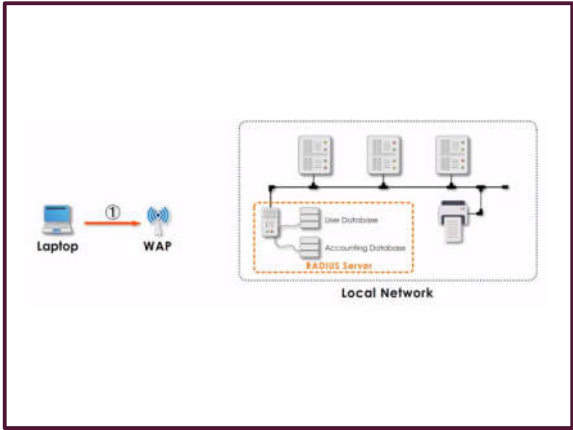 ①
Laptop
WAP
User Database
Accounting Database
RADIUS Server
Local Network